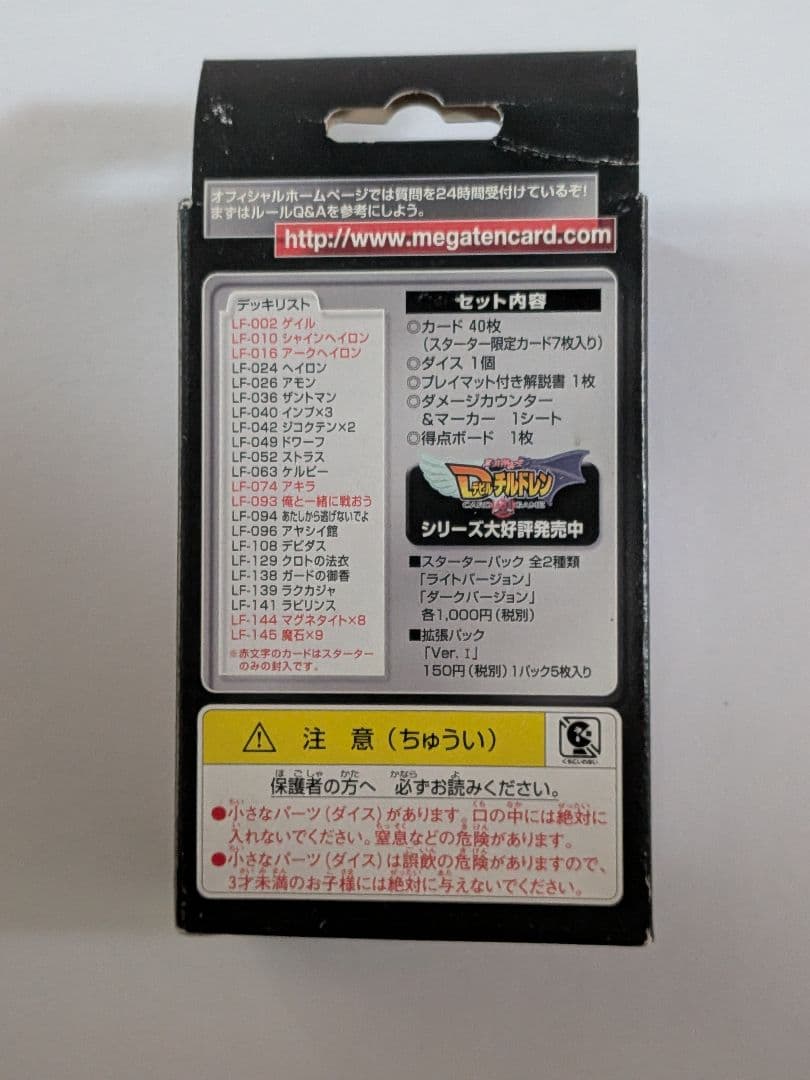 オフィシャルホームページでは質問を24時間受付けているぞ!
まずはルールQ&Aを参考にしよう。
http://www.megatencard.com
デッキリスト
LF-002 ゲイル
LF-010 シャインヘイロン
LF-016 アークヘイロン
LF-024 ヘイロン
LF-026 アモン
LF-036 ザントマン
LF-040 インプ×3
LF-042 ジコクテン×2
LF-049 ドワーフ
LF-052 ストラス
LF-063 ケルピー
LF-074 アキラ
LF-093 俺と一緒に戦おう
LF-094 あたしから逃げないでよ
LF-096 アヤシイ館
LF-108 デビダス
LF-129 クロトの法衣
LF-138 ガードの御香
LF-139 ラクカジャ
LF-141 ラビリンス
LF-144 マグネタイト×8
LF-145 魔石×9
※赤文字のカードはスターター
のみの封入です。
セット内容
◎カード 40枚
(スターター限定カード7枚入り)
◎ダイス 1個
◎プレイマット付き解説書 1枚
◎ダメージカウンター
&マーカー 1シート
◎得点ボード 1枚
デビルチルドレン
CARD GAME
シリーズ大好評発売中
■スターターパック 全2種類
「ライトバージョン」
「ダークバージョン」
各1,000円(税別)
■拡張パック
「Ver.I」
150円(税別) 1パック5枚入り
注 意(ちゅうい)
くちにいれない
保護者の方へ 必ずお読みください。
●小さなパーツ(ダイス)があります。口の中には絶対に
入れないでください。窒息などの危険があります。
●小さなパーツ(ダイス)は誤飲の危険がありますので、
3才未満のお子様には絶対に与えないでください。